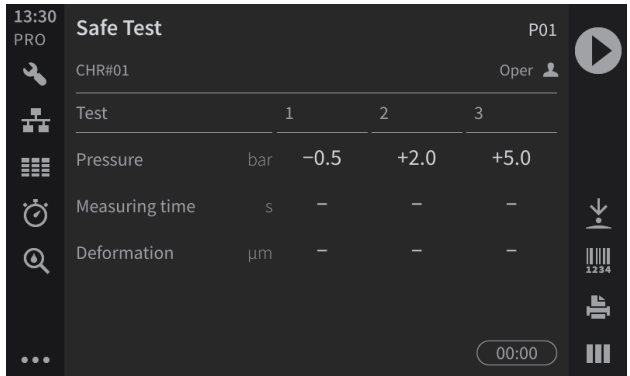 13:30
PRO
Safe Test P01
CHR#01 Oper
Test 1 2 3
Pressure bar −0.5 +2.0 +5.0
Measuring time s – – –
Deformation µm – – –
1234
00:00